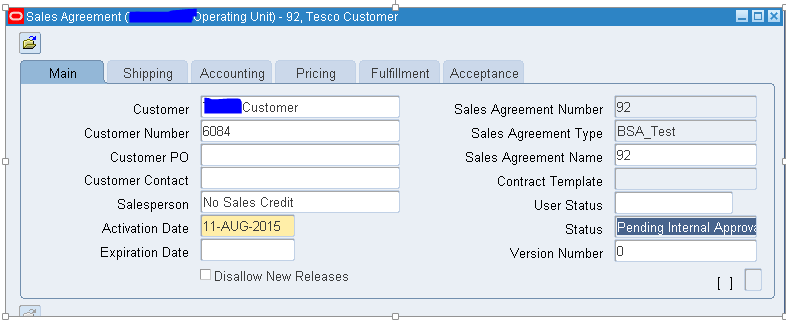 Sales Agreement ( Operating Unit) - 92, Tesco Customer
Main Shipping Accounting Pricing Fulfillment Acceptance
Customer Customer Sales Agreement Number 92
Customer Number 6084 Sales Agreement Type BSA_Test
Customer PO Sales Agreement Name 92
Customer Contact Contract Template
Salesperson No Sales Credit User Status
Activation Date 11-AUG-2015 Status Pending Internal Approva
Expiration Date Version Number 0
Disallow New Releases [ ]